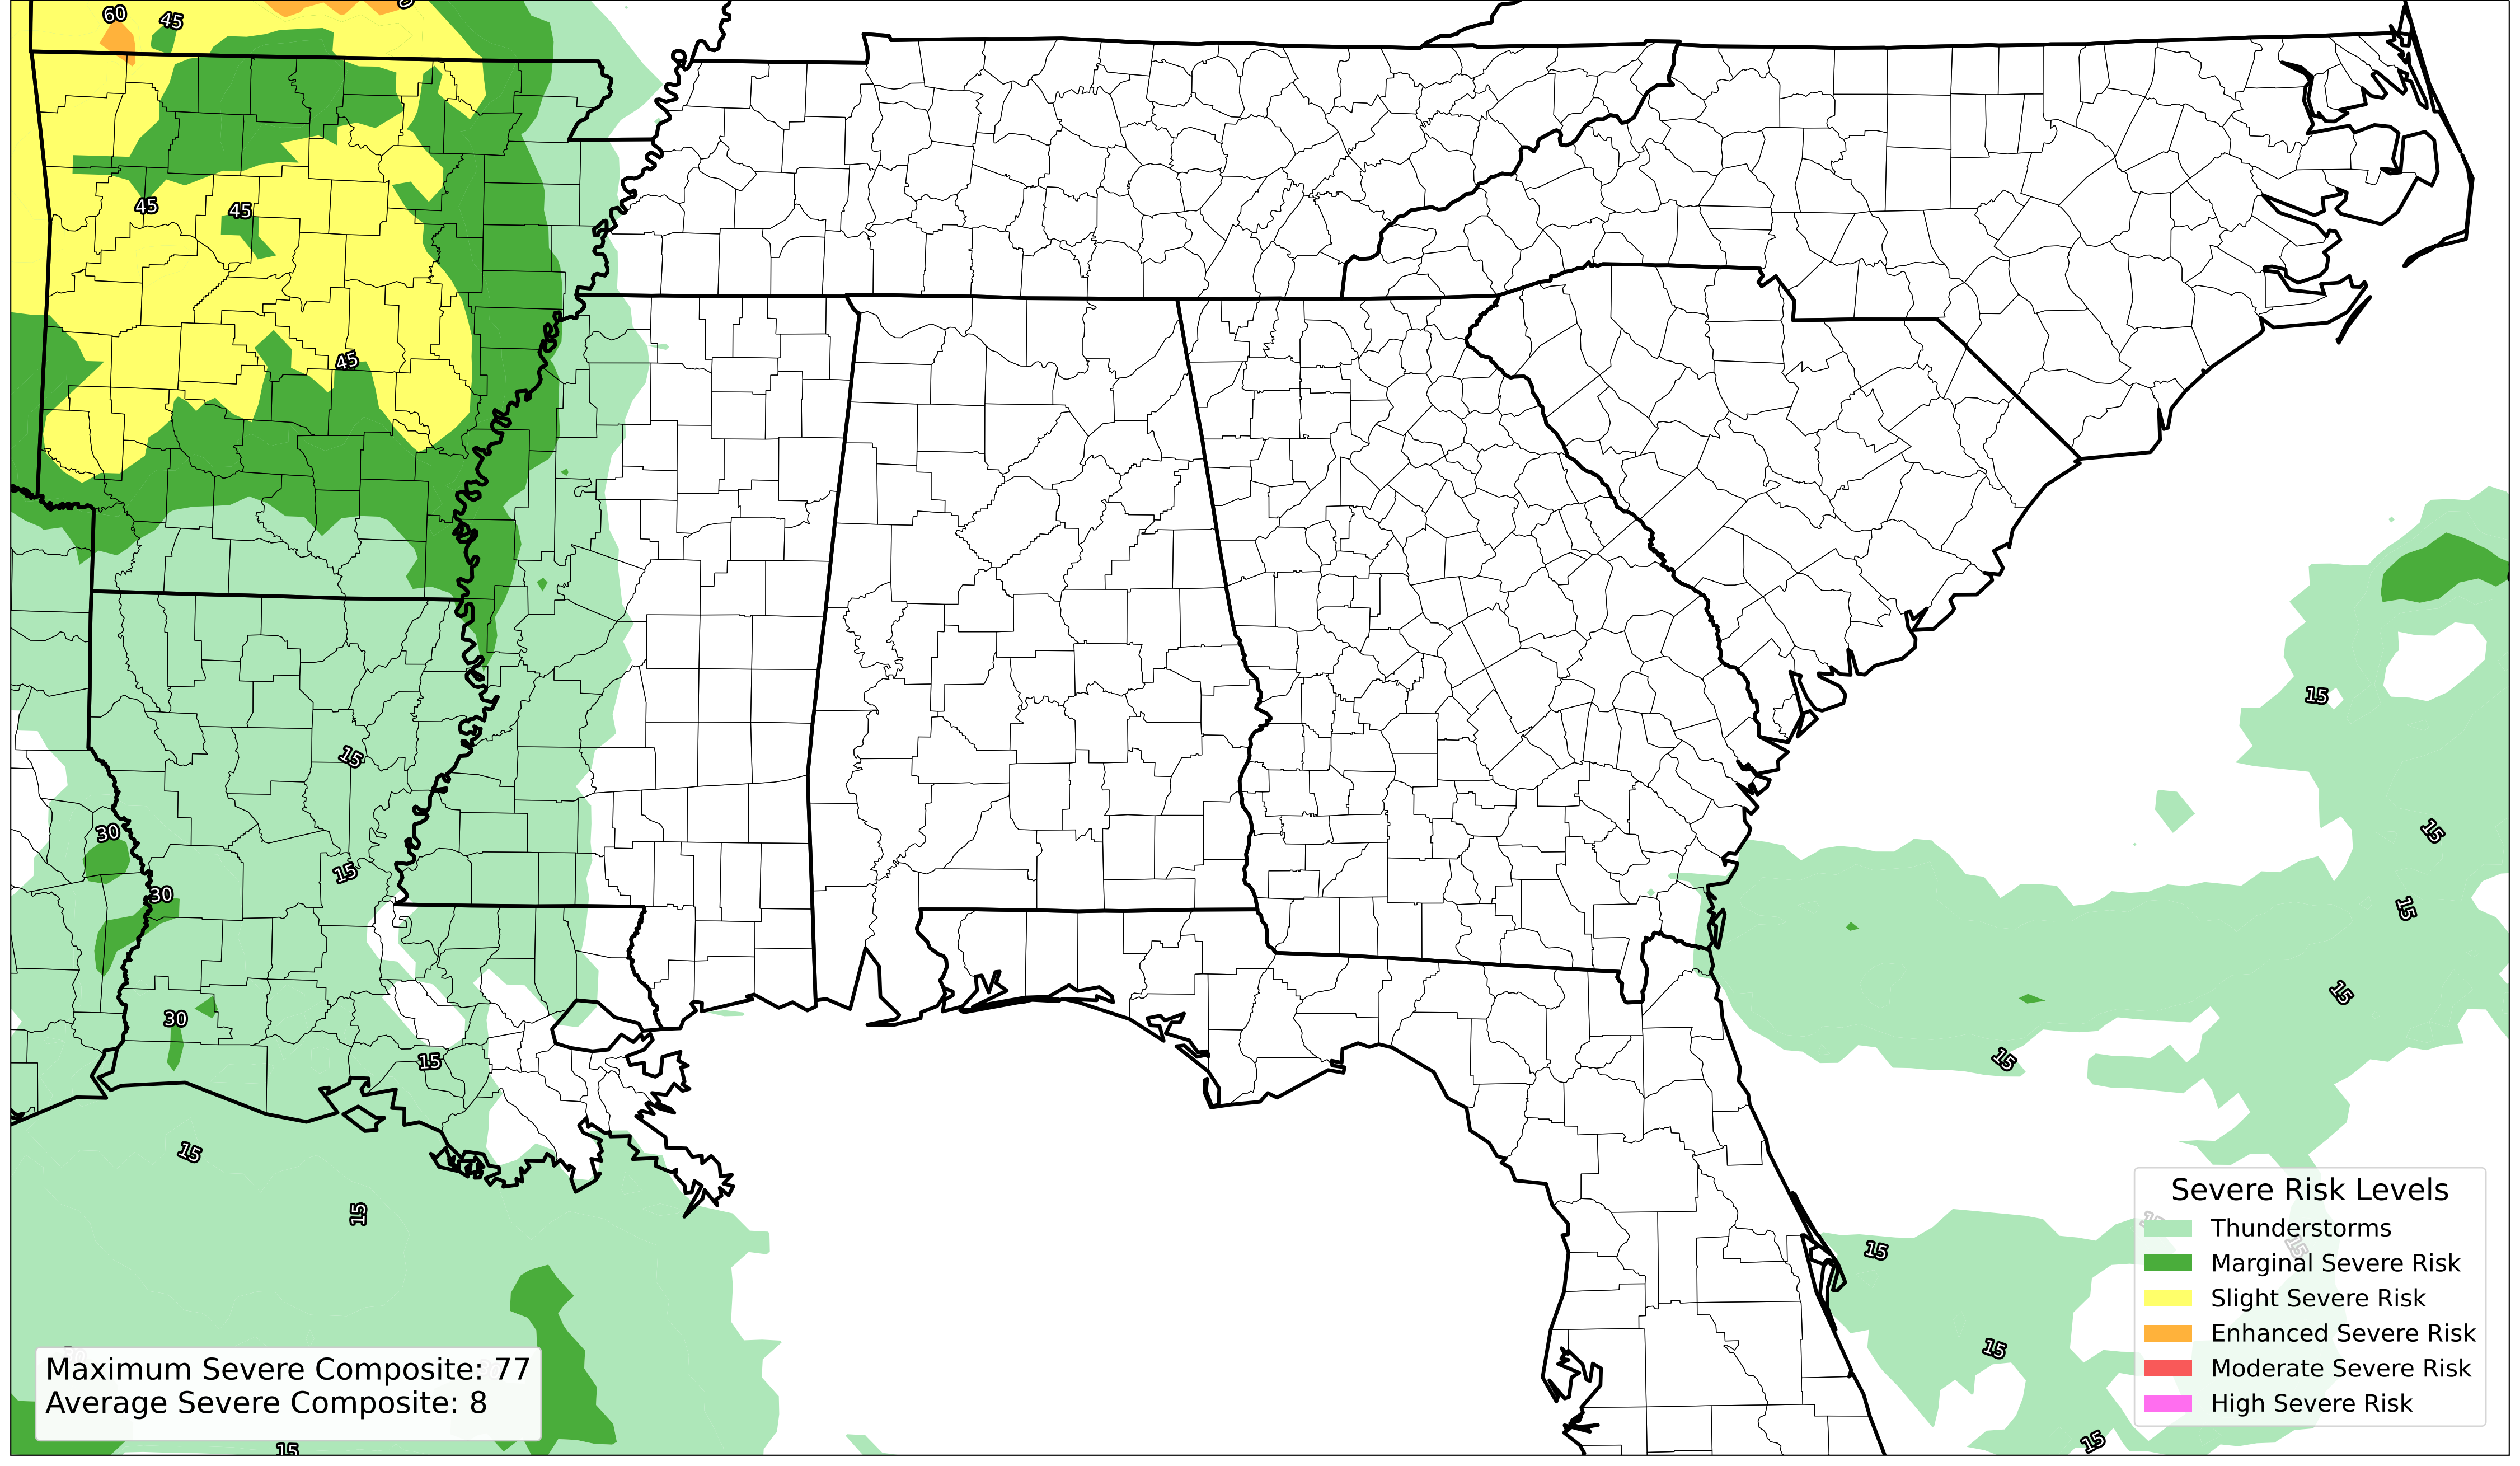 60
45
45
45
45
15
15
30
15
30
15
15
30
15
15
15
15
15
15
15
15
15
15
15
Severe Risk Levels
Thunderstorms
Marginal Severe Risk
Slight Severe Risk
Enhanced Severe Risk
Moderate Severe Risk
High Severe Risk
Maximum Severe Composite: 77
Average Severe Composite: 8